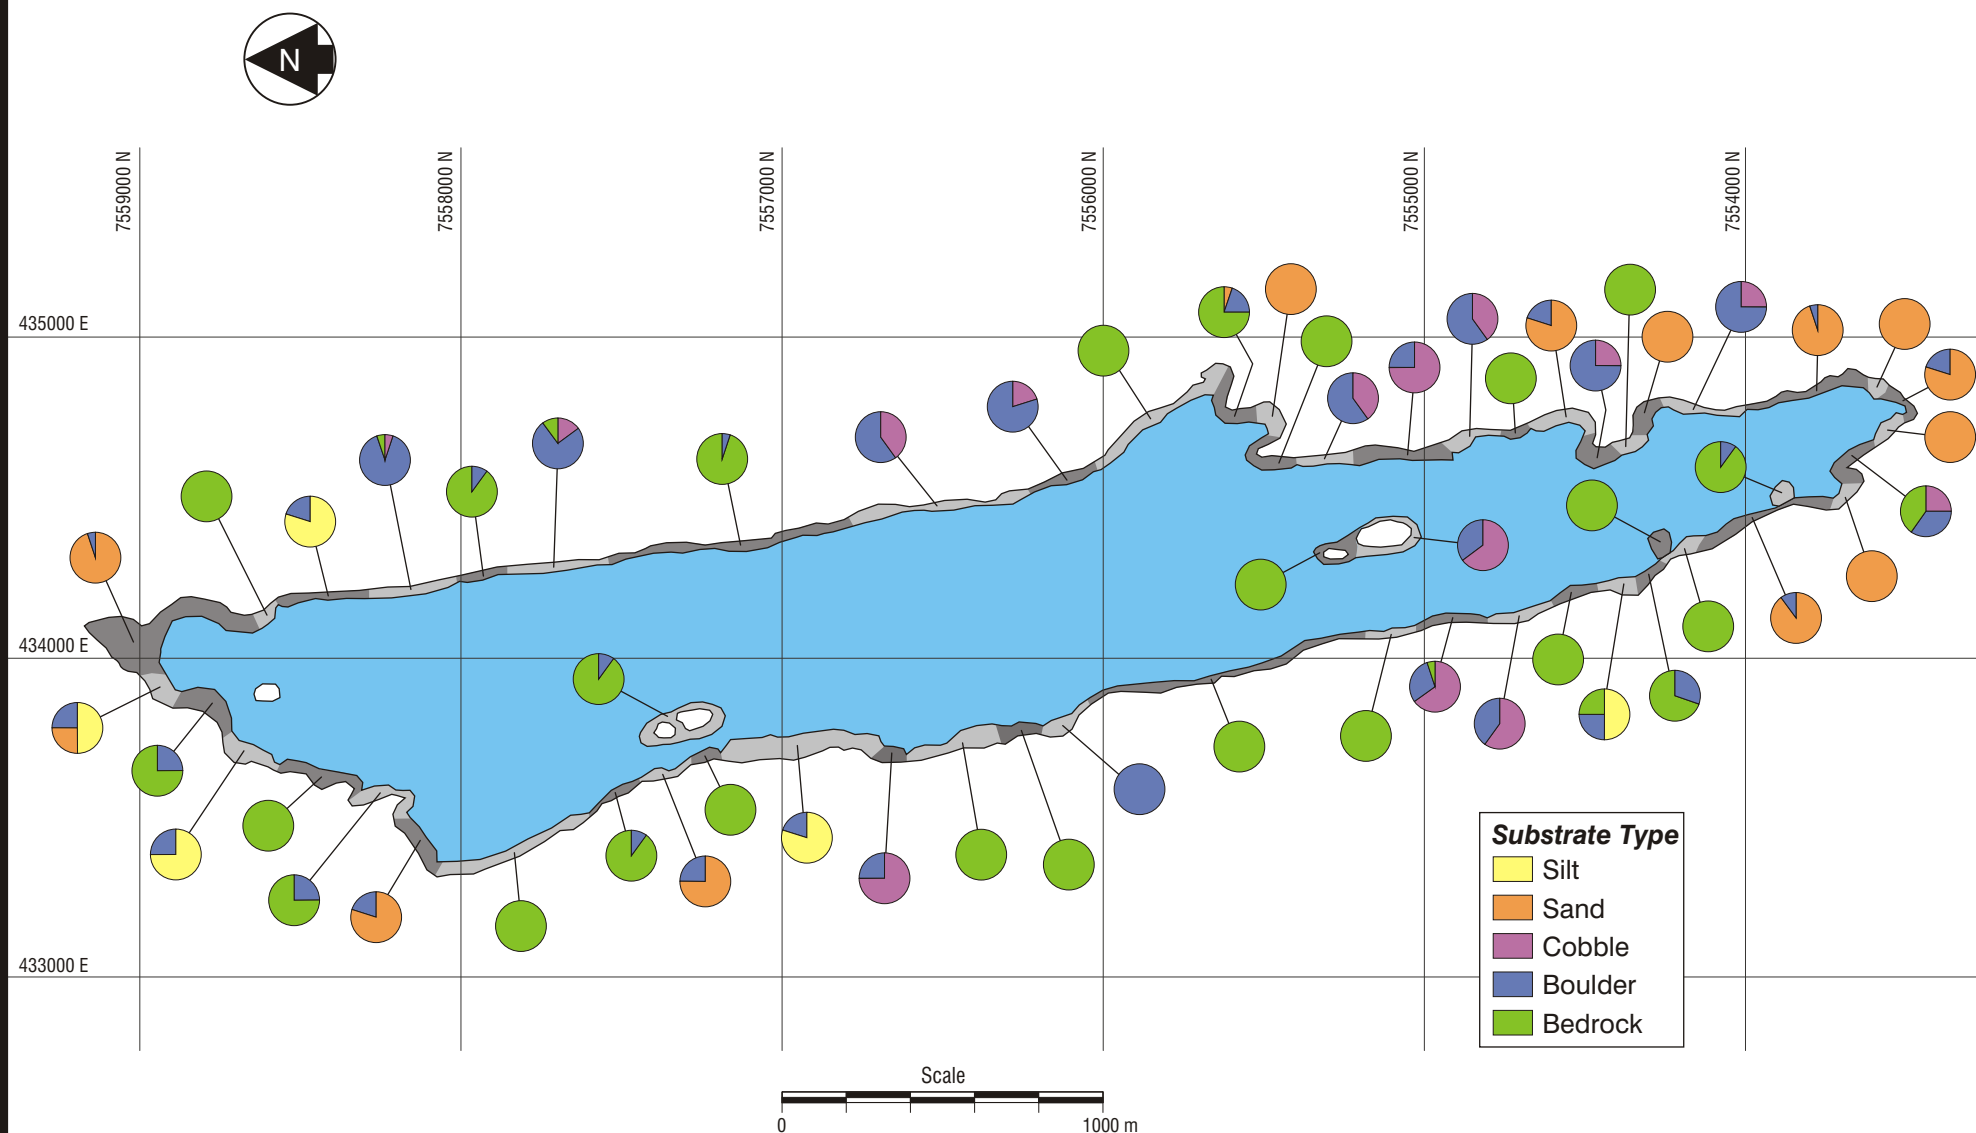 N
7559000 N
7558000 N
7557000 N
7556000 N
7555000 N
7554000 N
435000 E
434000 E
433000 E
Substrate Type
Silt
Sand
Cobble
Boulder
Bedrock
Scale
0
1000 m